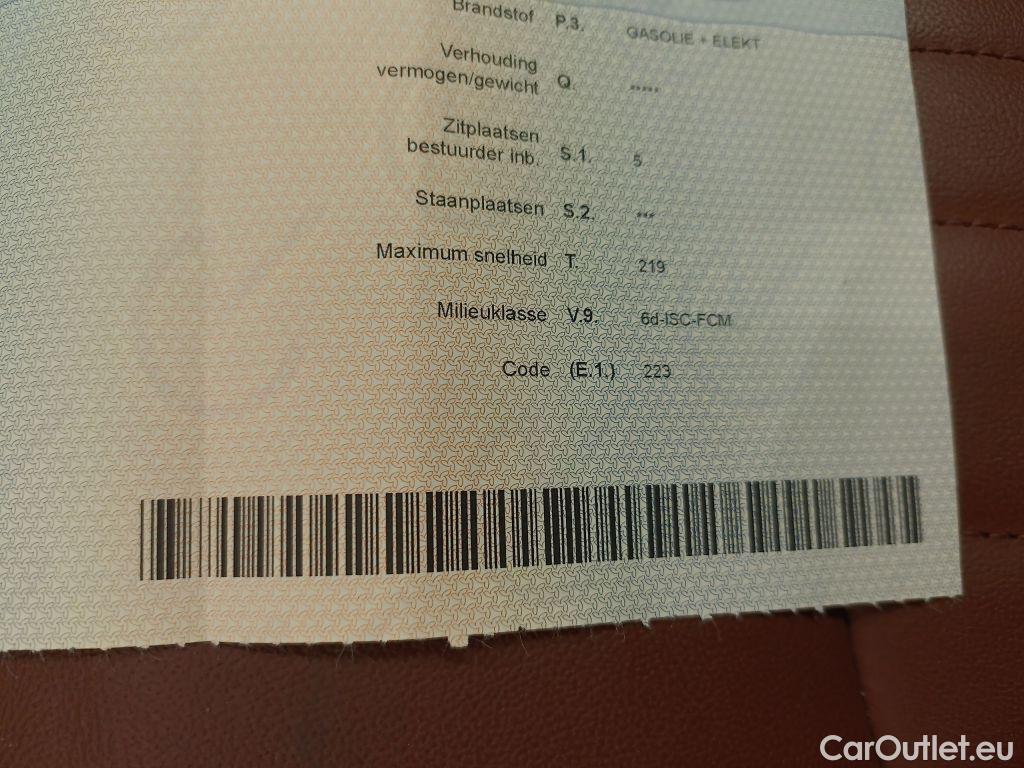 Brandstof P.3. GASOLIE + ELEKT
Verhouding
vermogen/gewicht Q. *****
Zitplaatsen
bestuurder inb. S.1. 5
Staanplaatsen S.2. ***
Maximum snelheid T. 219
Milieuklasse V.9. 6d-ISC-FCM
Code (E.1.) 223
CarOutlet.eu